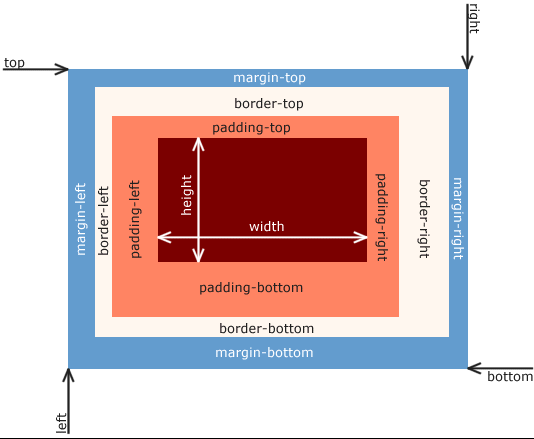 right
top
margin-top
border-top
padding-top
margin-left
border-left
padding-left
height
width
padding-right
border-right
margin-right
padding-bottom
border-bottom
margin-bottom
bottom
left